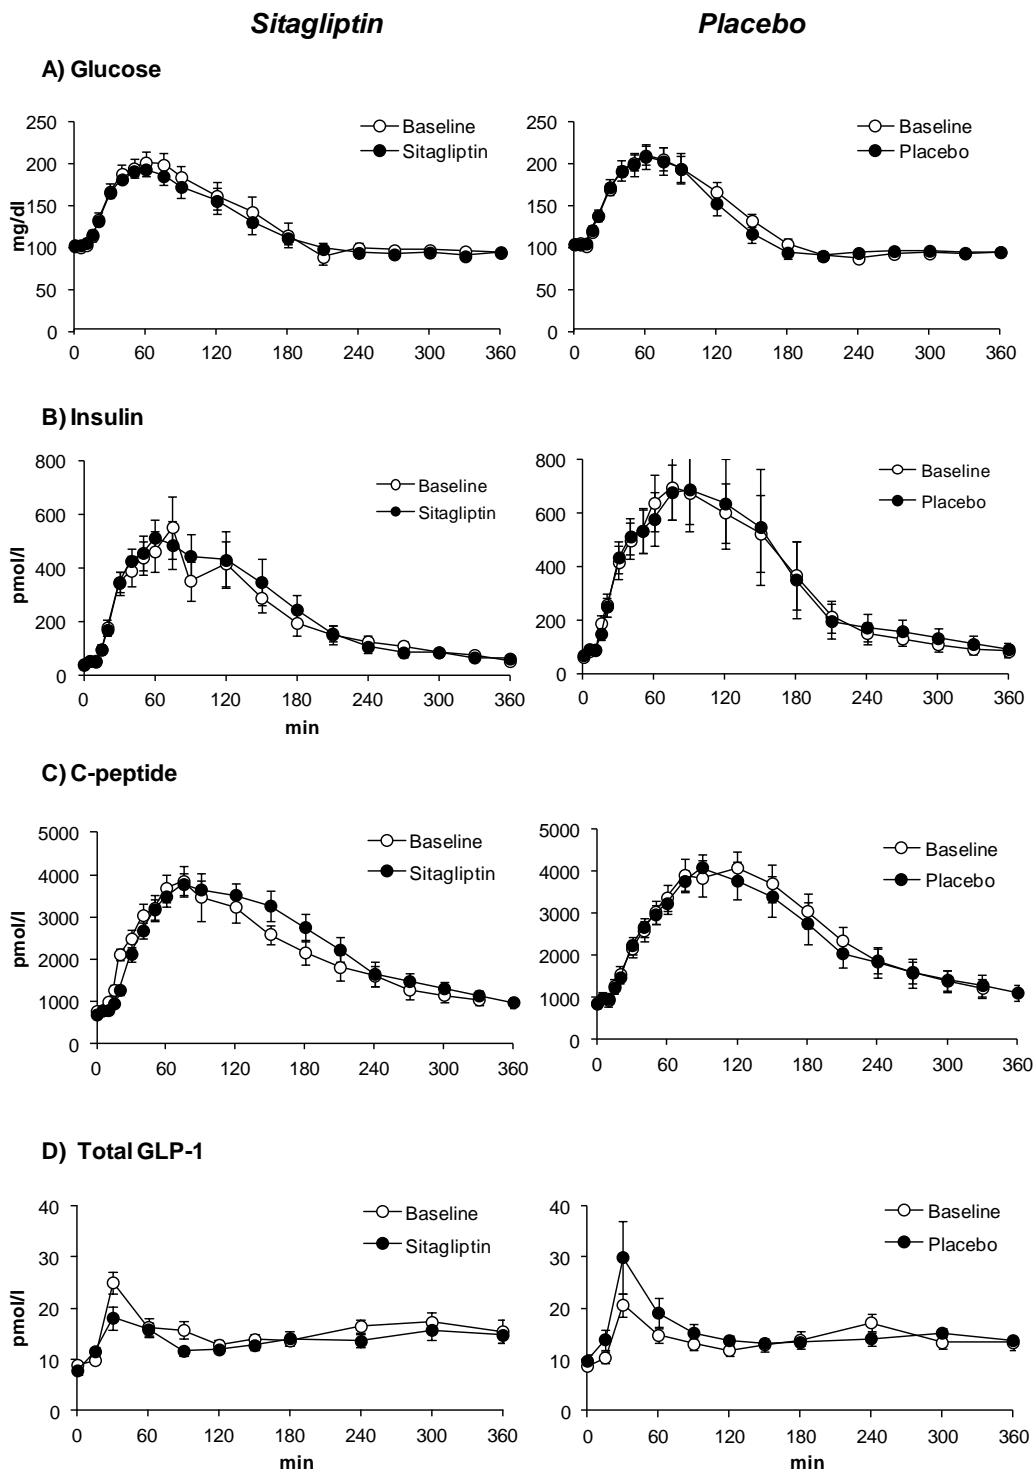 Sitagliptin Placebo
A) Glucose
250 200 150 100 50 0
mg/dl
Baseline
Sitagliptin
0 60 120 180 240 300 360
250 200 150 100 50 0
Baseline
Placebo
0 60 120 180 240 300 360
B) Insulin
800 600 400 200 0
pmol/l
Baseline
Sitagliptin
0 60 120 180 240 300 360
min
800 600 400 200 0
Baseline
Placebo
0 60 120 180 240 300 360
C) C-peptide
5000 4000 3000 2000 1000 0
pmol/l
Baseline
Sitagliptin
0 60 120 180 240 300 360
5000 4000 3000 2000 1000 0
Baseline
Placebo
0 60 120 180 240 300 360
D) Total GLP-1
40 30 20 10 0
pmol/l
Baseline
Sitagliptin
0 60 120 180 240 300 360
min
40 30 20 10 0
Baseline
Placebo
0 60 120 180 240 300 360
min